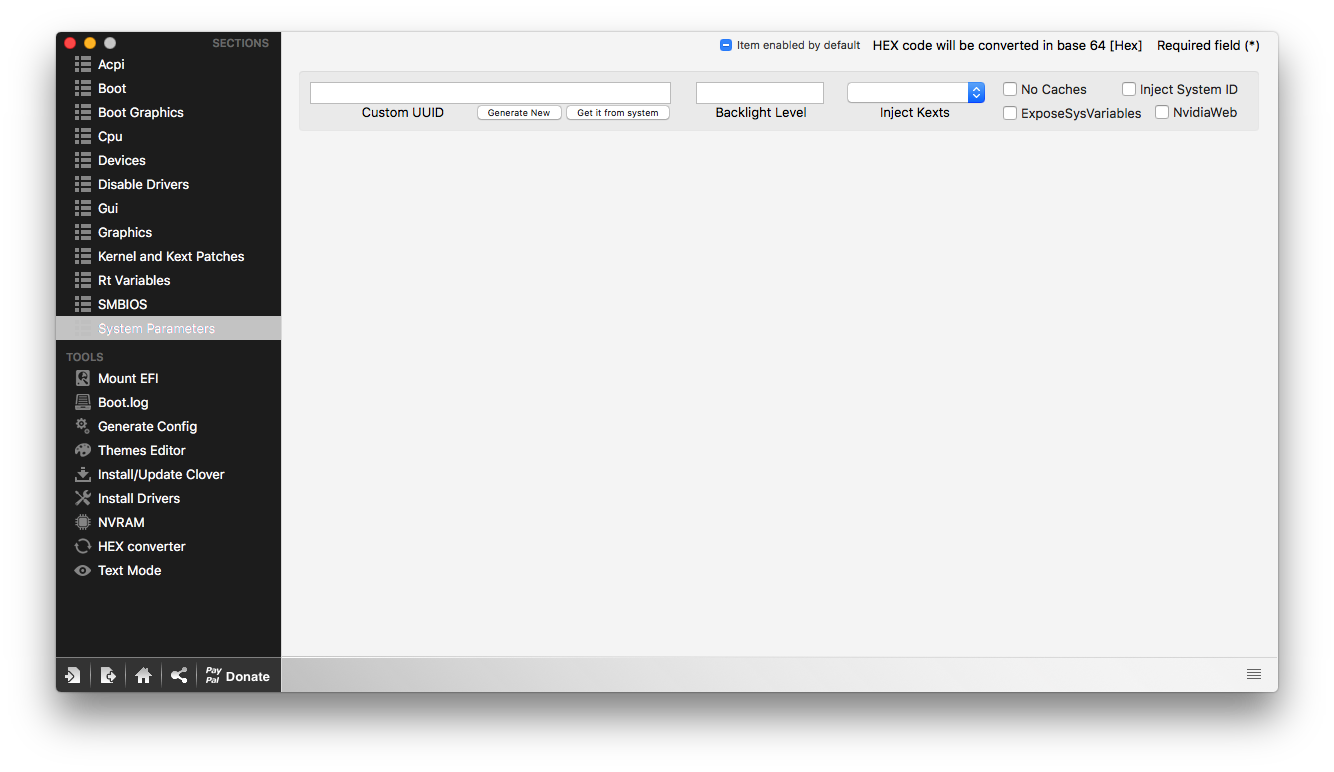 SECTIONS
Acpi
Boot
Boot Graphics
Cpu
Devices
Disable Drivers
Gui
Graphics
Kernel and Kext Patches
Rt Variables
SMBIOS
System Parameters
TOOLS
Mount EFI
Boot.log
Generate Config
Themes Editor
Install/Update Clover
Install Drivers
NVRAM
HEX converter
Text Mode
Pay
Pal
Donate
Item enabled by default HEX code will be converted in base 64 [Hex] Required field (*)
No Caches Inject System ID
Custom UUID Generate New Get it from system Backlight Level Inject Kexts ExposeSysVariables NvidiaWeb